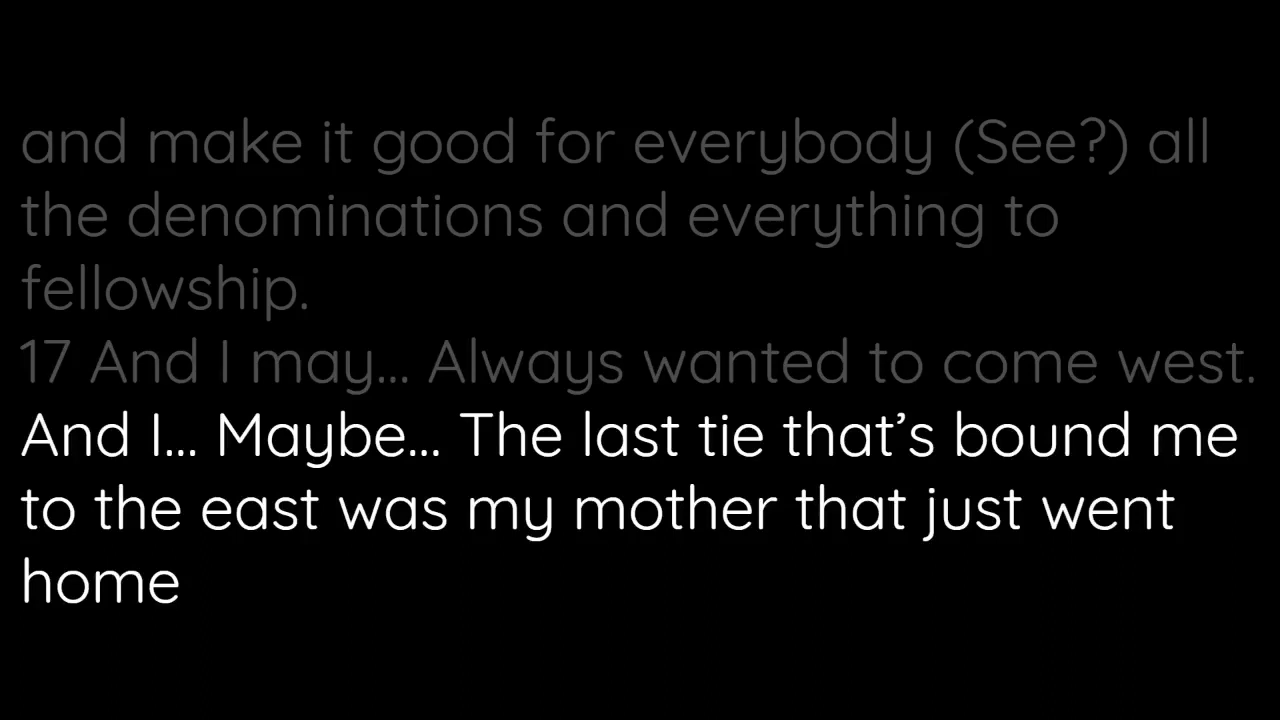 and make it good for everybody (See?) all
the denominations and everything to
fellowship.
17 And I may... Always wanted to come west.
And I... Maybe... The last tie that’s bound me
to the east was my mother that just went
home